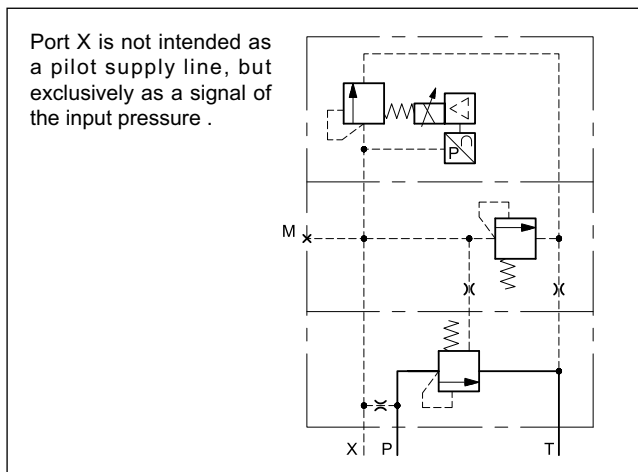 Port X is not intended as
a pilot supply line, but
exclusively as a signal of
the input pressure .
P
M
X P T